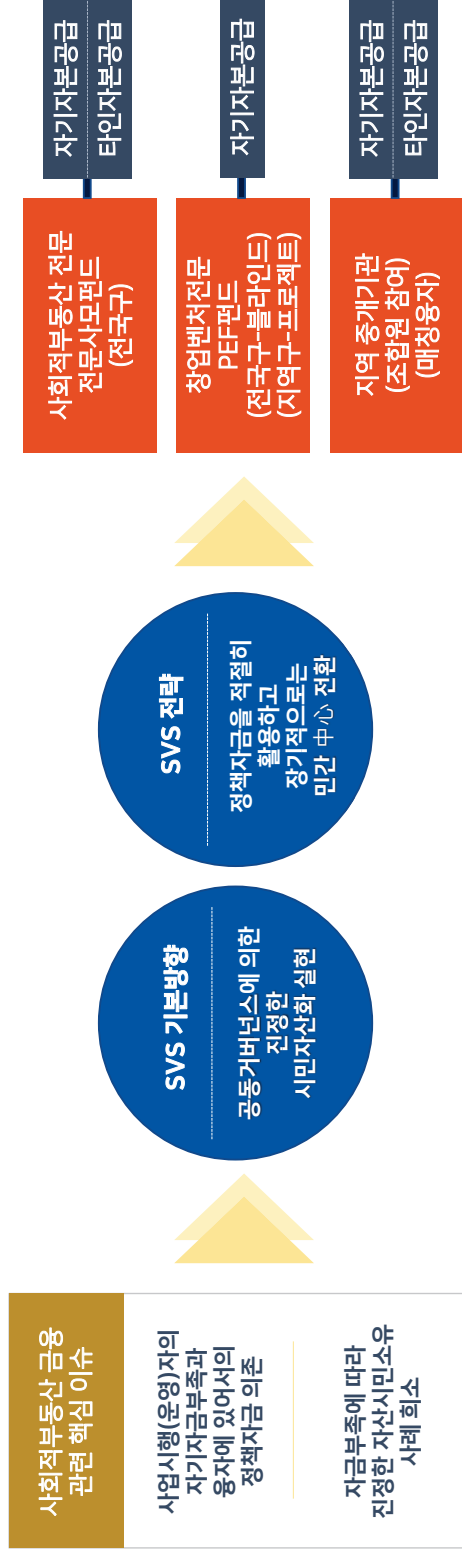 사회적부동산 금융
관련 핵심 이슈
사업시행(운영)자의
자기자금부족과
융자에 있어서의
정책자금 의존
자금부족에 따라
진정한 자산시민소유
사례 희소
SVS 기본방향
공동거버넌스에 의한
진정한
시민자산화 실현
SVS 전략
정책자금을 적절히
활용하고
장기적으로는
민간 中心 전환
사회적부동산 전문
전문사모펀드
(전국구)
자기자본공급
타인자본공급
창업벤처전문
PEF펀드
(전국구-블라인드)
(지역구-프로젝트)
자기자본공급
지역 중개기관
(조합원 참여)
(매칭융자)
자기자본공급
타인자본공급